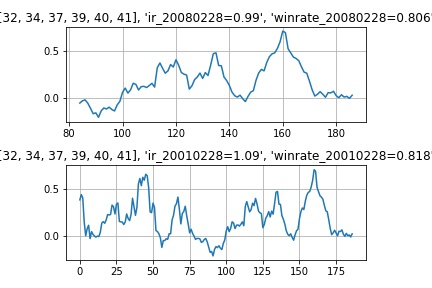 [32, 34, 37, 39, 40, 41], 'ir_20080228=0.99', 'winrate_20080228=0.806'
0.5
0.0
80 100 120 140 160 180
[32, 34, 37, 39, 40, 41], 'ir_20010228=1.09', 'winrate_20010228=0.818'
0.5
0.0
0 25 50 75 100 125 150 175